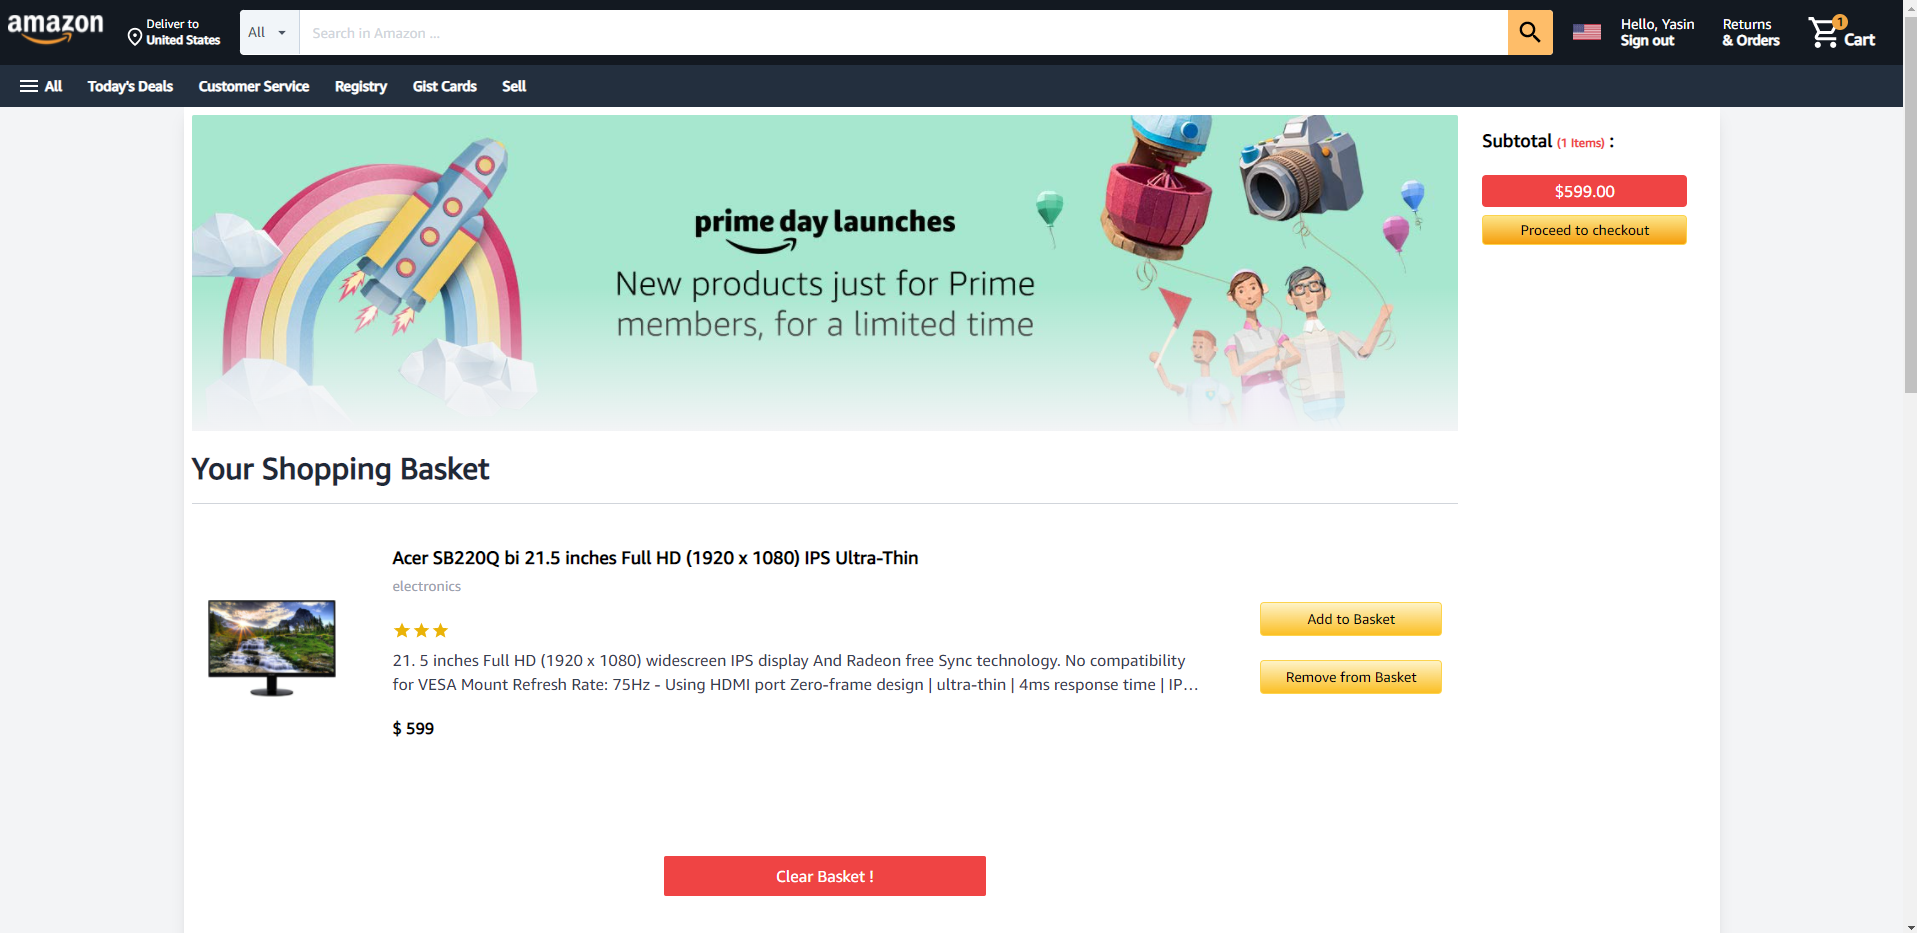 amazon
Deliver to
United States
All
Search in Amazon ...
Hello, Yasin
Sign out
Returns
& Orders
1
Cart
All
Today's Deals
Customer Service
Registry
Gist Cards
Sell
prime day launches
New products just for Prime
members, for a limited time
Subtotal (1 Items) :
$599.00
Proceed to checkout
Your Shopping Basket
Acer SB220Q bi 21.5 inches Full HD (1920 x 1080) IPS Ultra-Thin
electronics
21. 5 inches Full HD (1920 x 1080) widescreen IPS display And Radeon free Sync technology. No compatibility
for VESA Mount Refresh Rate: 75Hz - Using HDMI port Zero-frame design | ultra-thin | 4ms response time | IP...
$ 599
Add to Basket
Remove from Basket
Clear Basket !